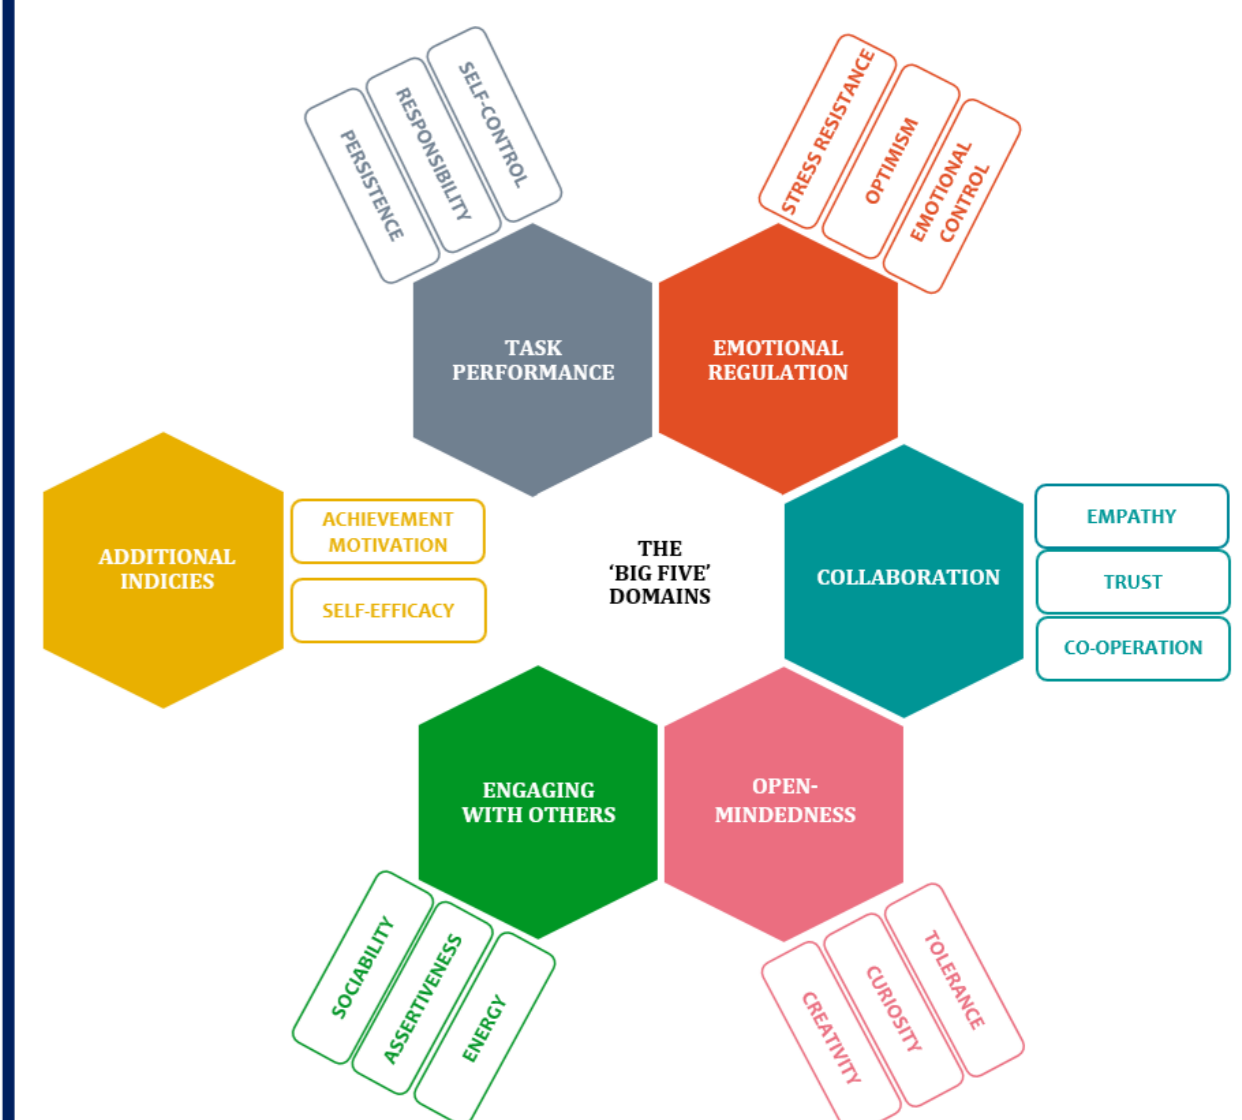 PERSISTENCE
RESPONSIBILITY
SELF-CONTROL
STRESS RESISTANCE
OPTIMISM
EMOTIONAL
CONTROL
TASK
PERFORMANCE
EMOTIONAL
REGULATION
ADDITIONAL
INDICIES
ACHIEVEMENT
MOTIVATION
SELF-EFFICACY
THE
‘BIG FIVE’
DOMAINS
COLLABORATION
EMPATHY
TRUST
CO-OPERATION
ENGAGING
WITH OTHERS
OPEN-
MINDEDNESS
SOCIABILITY
ASSERTIVENESS
ENERGY
CREATIVITY
CURIOSITY
TOLERANCE